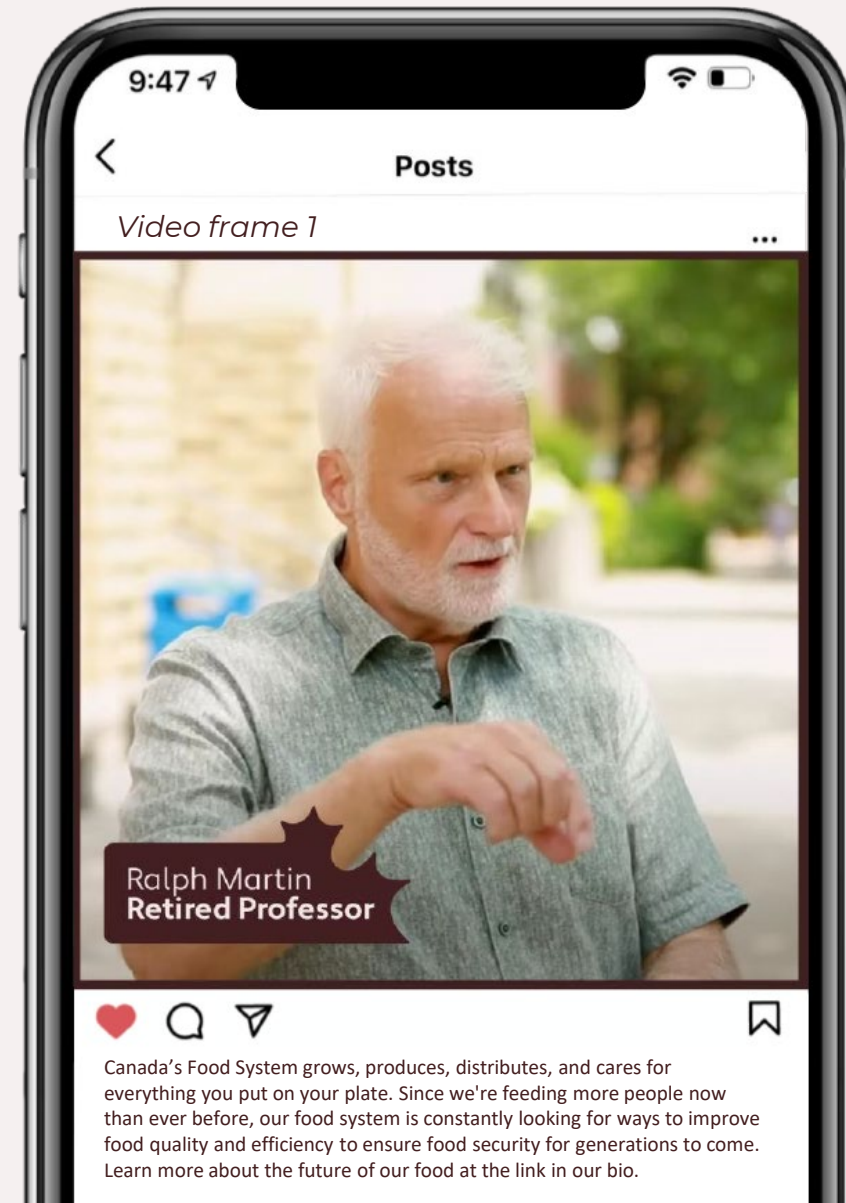 9:47
Posts
Video frame 1
Ralph Martin
Retired Professor
Canada’s Food System grows, produces, distributes, and cares for
everything you put on your plate. Since we're feeding more people now
than ever before, our food system is constantly looking for ways to improve
food quality and efficiency to ensure food security for generations to come.
Learn more about the future of our food at the link in our bio.